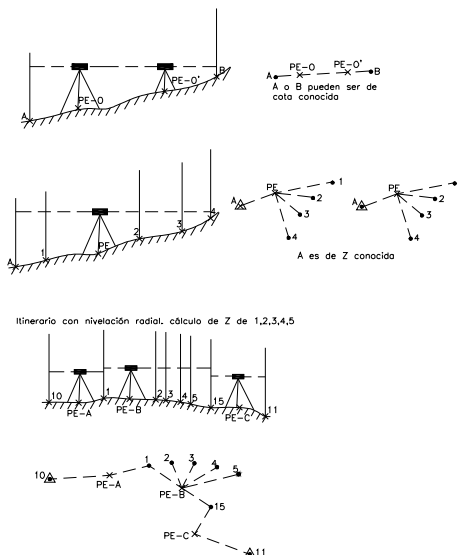 B
PE-O'
PE-O
A
A PE-O PE-O' B
A o B pueden ser de
cota conocida
A 1 PE 2 3 4
A PE 1
2
3
4
A PE
2
3
4
A es de Z conocida
Itinerario con nivelación radial. cálculo de Z de 1,2,3,4,5
10 PE-A 1 PE-B 2 3 4 5 15 PE-C 11
10 PE-A 1 2 3 4 5
PE-B
15
PE-C
11